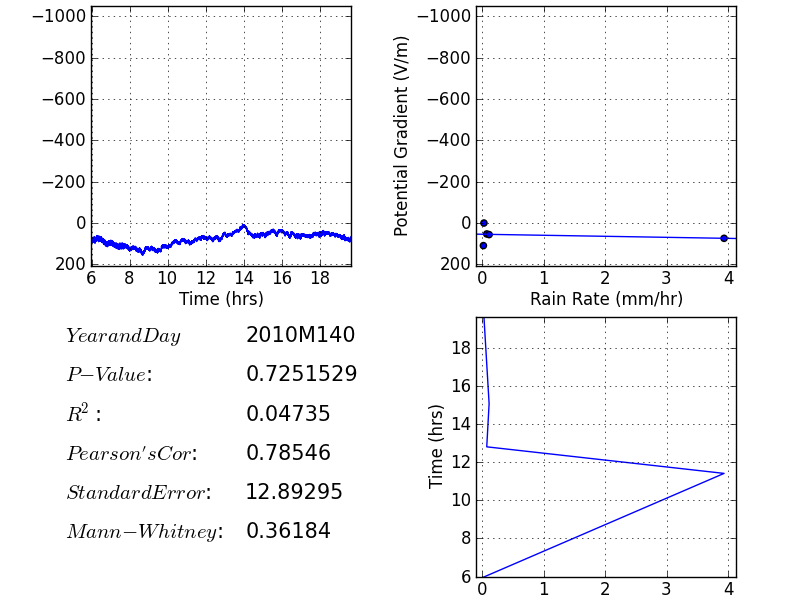 −1000
−800
−600
−400
−200
0
200
6 8 10 12 14 16 18
Time (hrs)
Potential Gradient (V/m)
−1000
−800
−600
−400
−200
0
200
0 1 2 3 4
Rain Rate (mm/hr)
YearandDay 2010M140
P−Value: 0.7251529
R² : 0.04735
Pearson'sCor: 0.78546
StandardError: 12.89295
Mann−Whitney: 0.36184
Time (hrs)
18
16
14
12
10
8
6
0 1 2 3 4